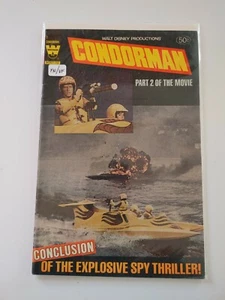 WALT DISNEY PRODUCTIONS
50¢
CONDORMAN
PART 2 OF THE MOVIE
CONCLUSION
OF THE EXPLOSIVE SPY THRILLER!